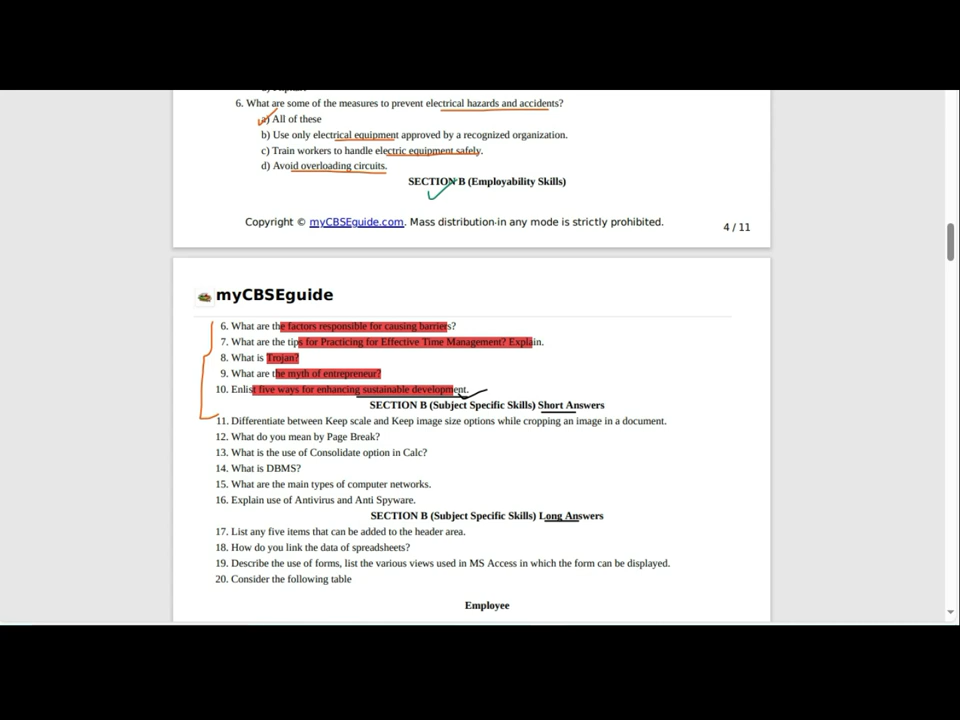 6. What are some of the measures to prevent electrical hazards and accidents?
a) All of these
b) Use only electrical equipment approved by a recognized organization.
c) Train workers to handle electric equipment safely.
d) Avoid overloading circuits.
SECTION B (Employability Skills)
Copyright © myCBSEguide.com. Mass distribution in any mode is strictly prohibited.
4 / 11
myCBSEguide
6. What are the factors responsible for causing barriers?
7. What are the tips for Practicing for Effective Time Management? Explain.
8. What is Trojan?
9. What are the myth of entrepreneur?
10. Enlist five ways for enhancing sustainable development.
SECTION B (Subject Specific Skills) Short Answers
11. Differentiate between Keep scale and Keep image size options while cropping an image in a document.
12. What do you mean by Page Break?
13. What is the use of Consolidate option in Calc?
14. What is DBMS?
15. What are the main types of computer networks.
16. Explain use of Antivirus and Anti Spyware.
SECTION B (Subject Specific Skills) Long Answers
17. List any five items that can be added to the header area.
18. How do you link the data of spreadsheets?
19. Describe the use of forms, list the various views used in MS Access in which the form can be displayed.
20. Consider the following table
Employee